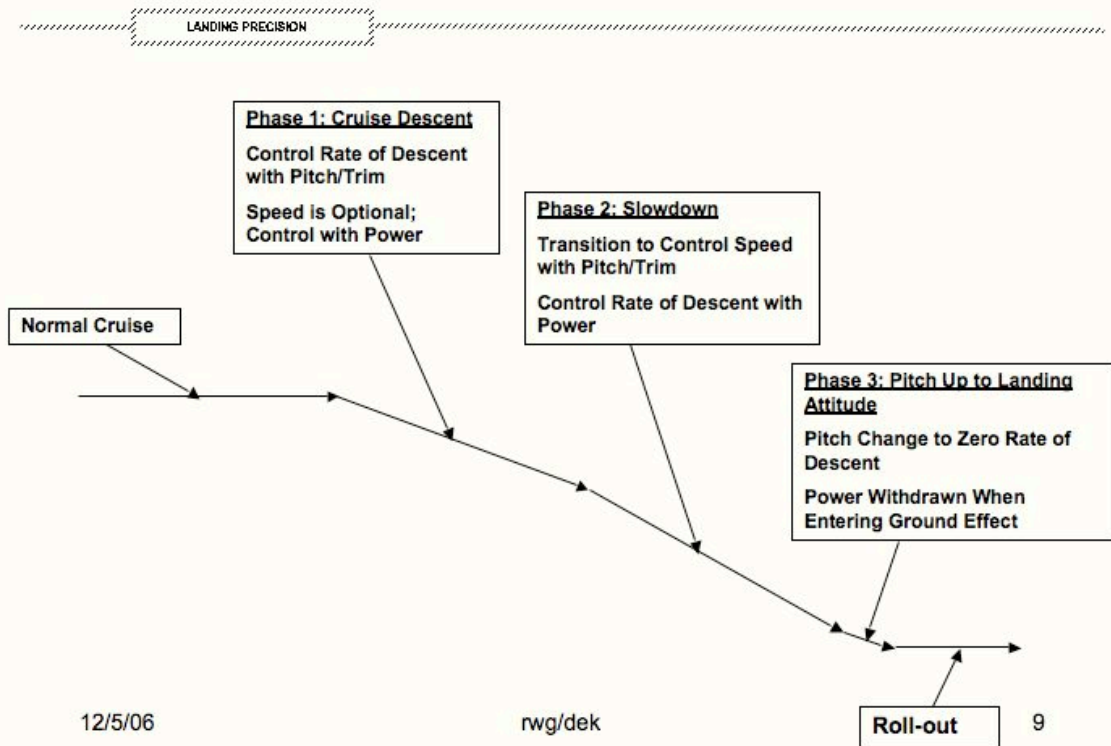 LANDING PRECISION
Phase 1: Cruise Descent
Control Rate of Descent
with Pitch/Trim
Speed is Optional;
Control with Power
Phase 2: Slowdown
Transition to Control Speed
with Pitch/Trim
Control Rate of Descent with
Power
Normal Cruise
Phase 3: Pitch Up to Landing
Attitude
Pitch Change to Zero Rate of
Descent
Power Withdrawn When
Entering Ground Effect
Roll-out
12/5/06
rwg/dek
9